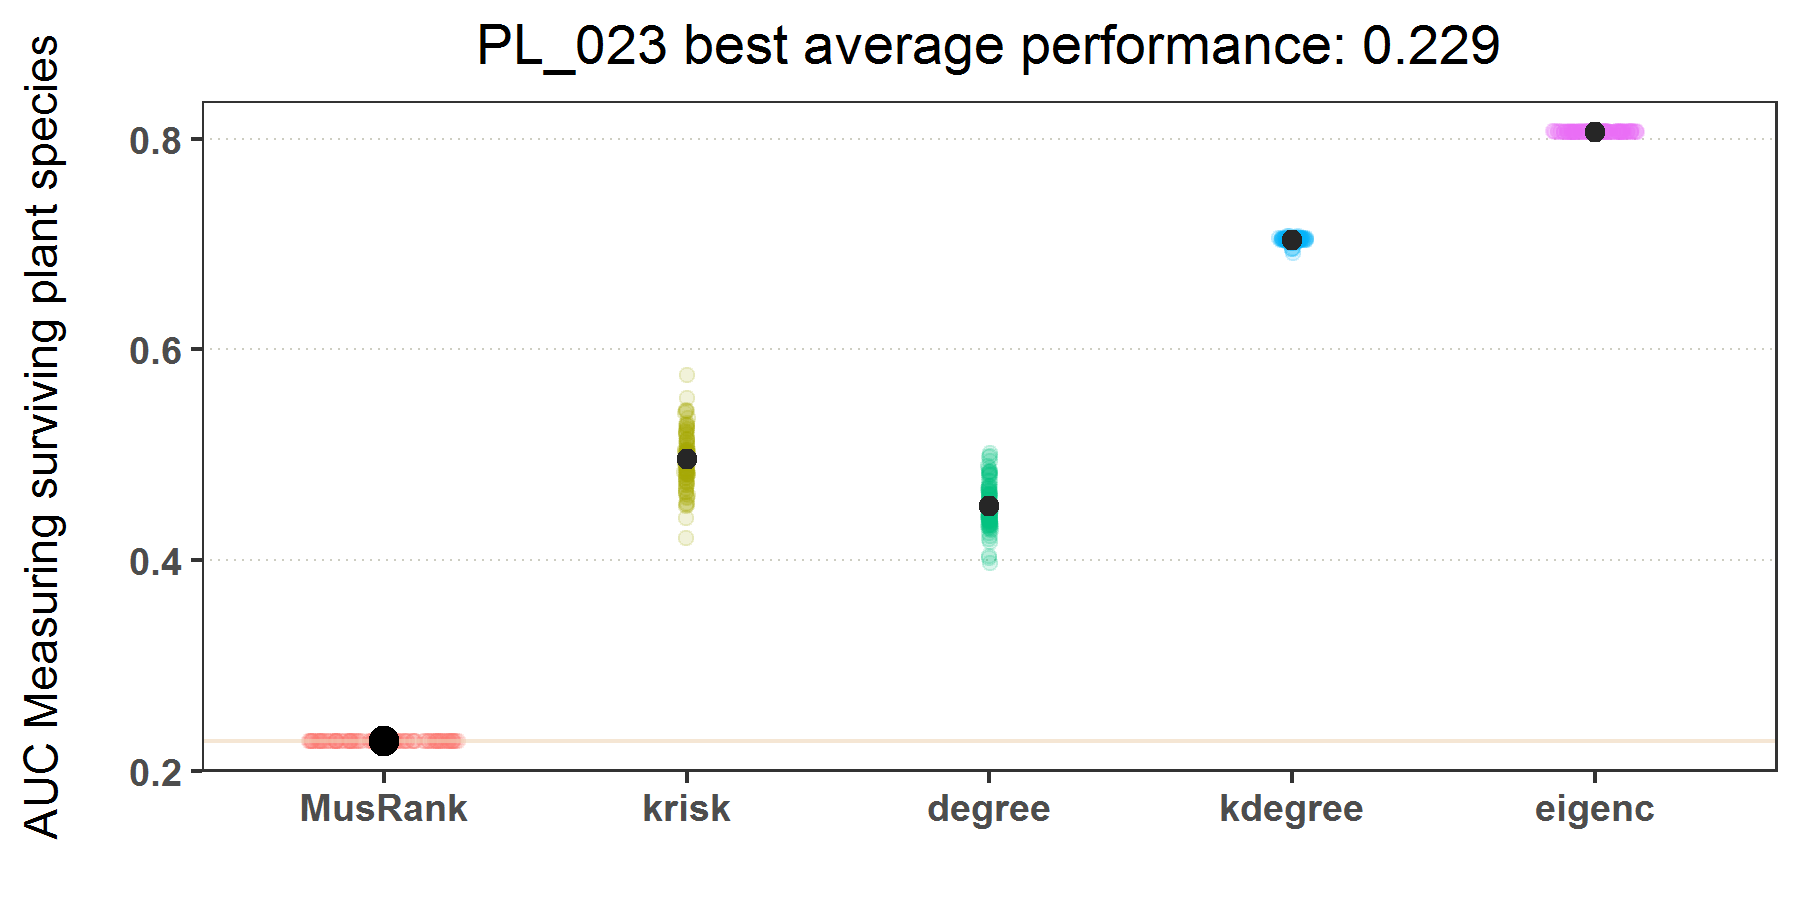 PL_023 best average performance: 0.229
AUC Measuring surviving plant species
0.8
0.6
0.4
0.2
MusRank krisk degree kdegree eigenc